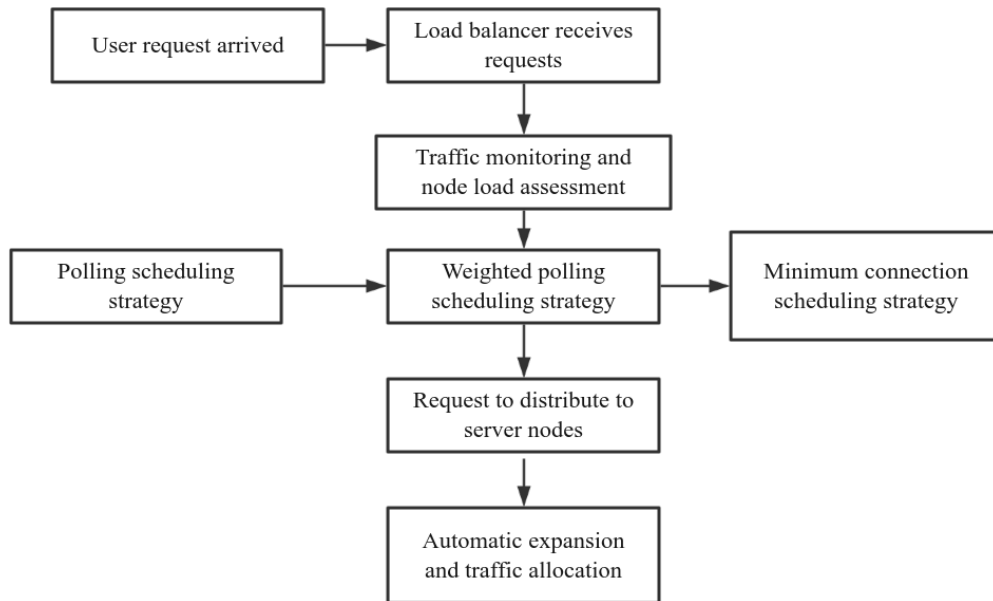 User request arrived
Load balancer receives
requests
Traffic monitoring and
node load assessment
Polling scheduling
strategy
Weighted polling
scheduling strategy
Minimum connection
scheduling strategy
Request to distribute to
server nodes
Automatic expansion
and traffic allocation